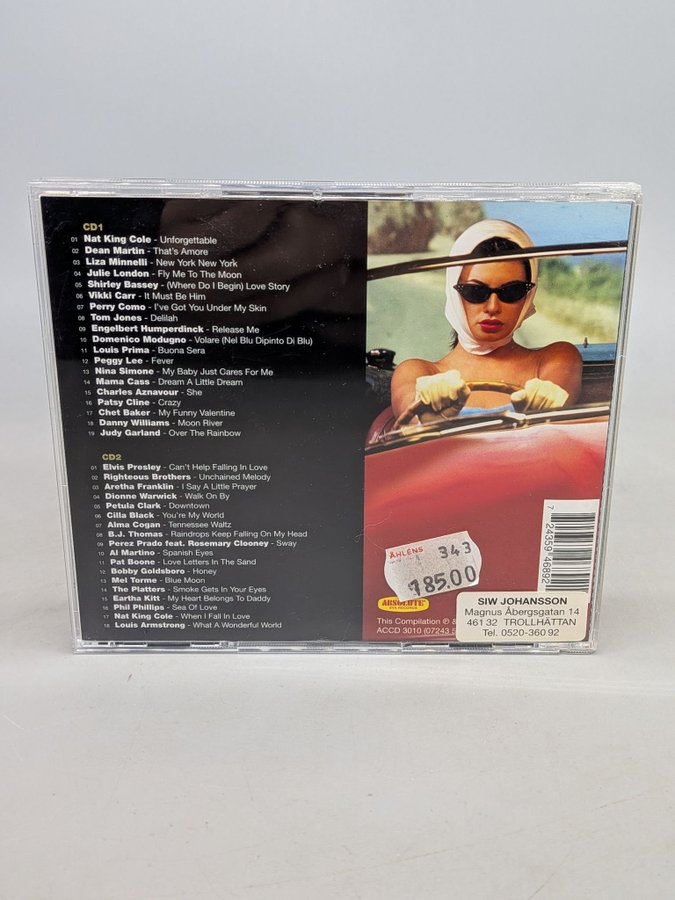 CD1
01 Nat King Cole - Unforgettable
02 Dean Martin - That's Amore
03 Liza Minnelli - New York New York
04 Julie London - Fly Me To The Moon
05 Shirley Bassey - (Where Do I Begin) Love Story
06 Vikki Carr - It Must Be Him
07 Perry Como - I've Got You Under My Skin
08 Tom Jones - Delilah
09 Engelbert Humperdinck - Release Me
10 Domenico Modugno - Volare (Nel Blu Dipinto Di Blu)
11 Louis Prima - Buona Sera
12 Peggy Lee - Fever
13 Nina Simone - My Baby Just Cares For Me
14 Mama Cass - Dream A Little Dream
15 Charles Aznavour - She
16 Patsy Cline - Crazy
17 Chet Baker - My Funny Valentine
18 Danny Williams - Moon River
19 Judy Garland - Over The Rainbow
CD2
01 Elvis Presley - Can't Help Falling In Love
02 Righteous Brothers - Unchained Melody
03 Aretha Franklin - I Say A Little Prayer
04 Dionne Warwick - Walk On By
05 Petula Clark - Downtown
06 Cilla Black - You're My World
07 Alma Cogan - Tennessee Waltz
08 B.J. Thomas - Raindrops Keep Falling On My Head
09 Perez Prado feat. Rosemary Clooney - Sway
10 Al Martino - Spanish Eyes
11 Pat Boone - Love Letters In The Sand
12 Bobby Goldsboro - Honey
13 Mel Torme - Blue Moon
14 The Platters - Smoke Gets In Your Eyes
15 Eartha Kitt - My Heart Belongs To Daddy
16 Phil Phillips - Sea Of Love
17 Nat King Cole - When I Fall In Love
18 Louis Armstrong - What A Wonderful World
ÅHLENS 343
185.00
7 24359 46892
ABSOLUTE
EVA RECORDS
This Compilation ℗ &
ACCD 3010 (07243 5
SIW JOHANSSON
Magnus Åbergsgatan 14
461 32 TROLLHÄTTAN
Tel. 0520-360 92